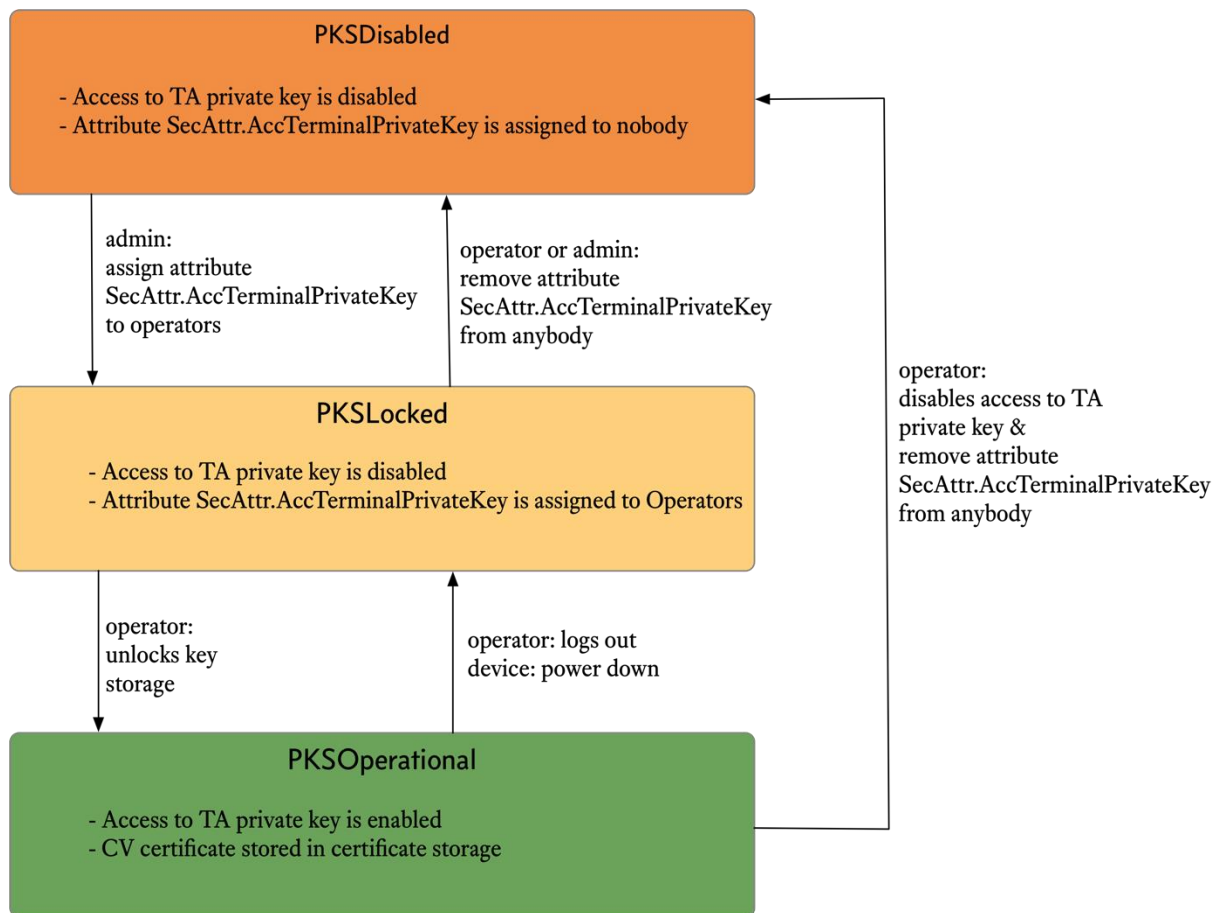 PKSDisabled
- Access to TA private key is disabled
- Attribute SecAttr.AccTerminalPrivateKey is assigned to nobody
admin:
assign attribute
SecAttr.AccTerminalPrivateKey
to operators
operator or admin:
remove attribute
SecAttr.AccTerminalPrivateKey
from anybody
operator:
disables access to TA
private key &
remove attribute
SecAttr.AccTerminalPrivateKey
from anybody
PKSLocked
- Access to TA private key is disabled
- Attribute SecAttr.AccTerminalPrivateKey is assigned to Operators
operator:
unlocks key
storage
operator: logs out
device: power down
PKSOperational
- Access to TA private key is enabled
- CV certificate stored in certificate storage